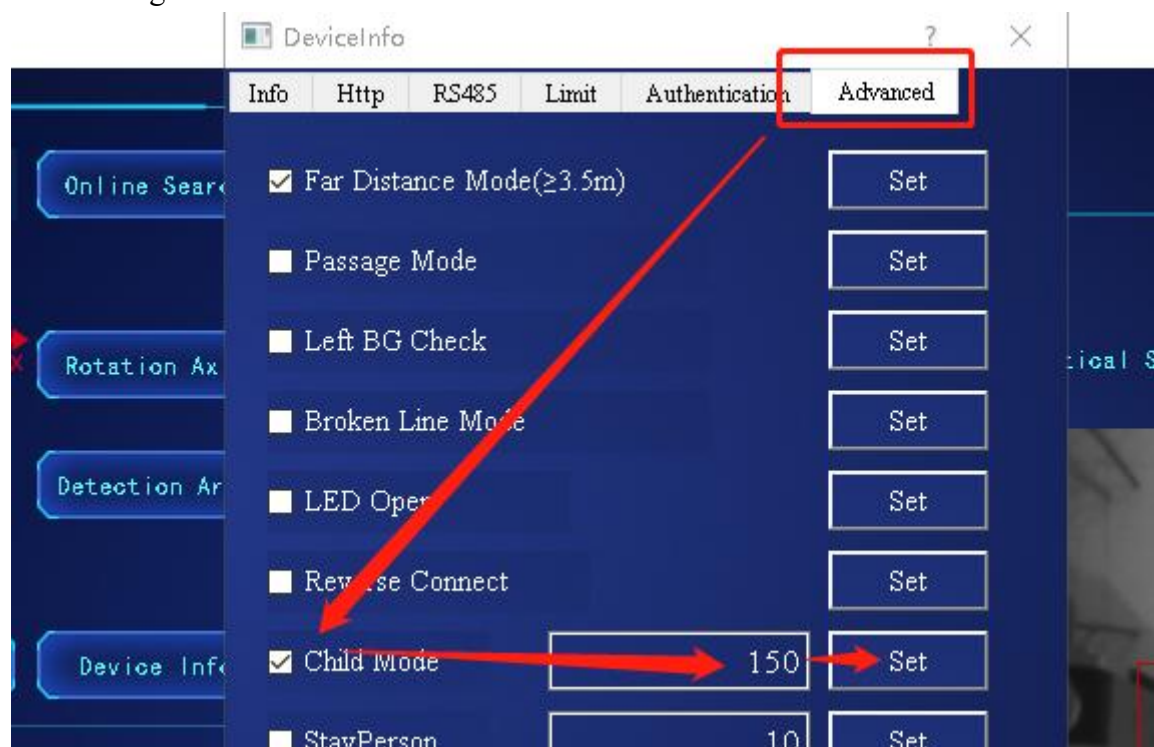 DeviceInfo ?
Info Http RS485 Limit Authentication Advanced
Online Sear
Far Distance Mode(≥3.5m) Set
Passage Mode Set
Left BG Check Set
Rotation Ax
tical S
Broken Line Mode Set
Detection Ar
LED Open Set
Reverse Connect Set
Device Inf
Child Mode 150 Set
StayPerson 10 Set
X